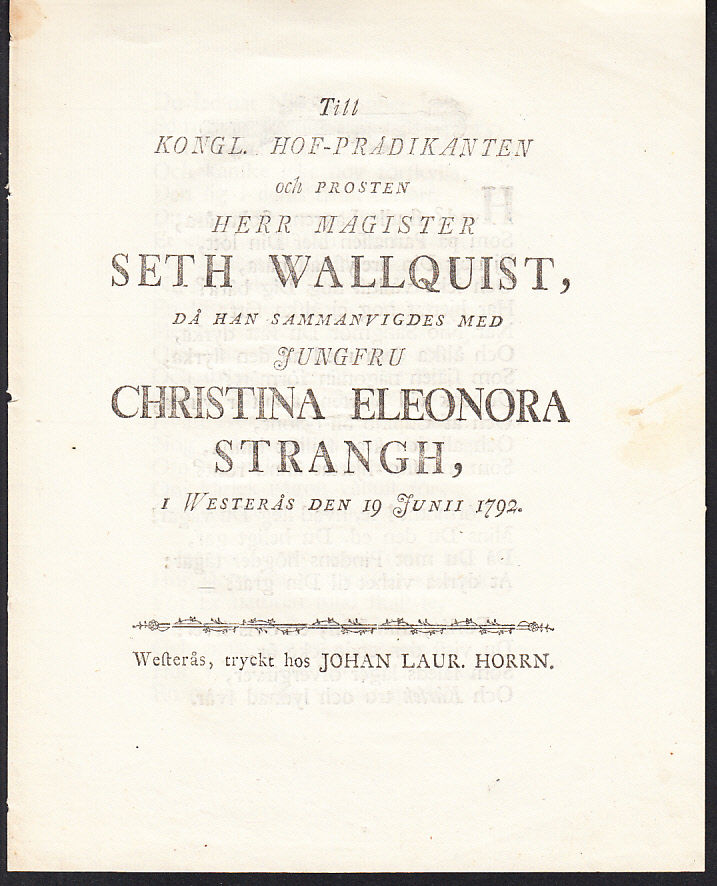 Till
KONGL. HOF-PRÆDIKANTEN
och PROSTEN
HERR MAGISTER
SETH WALLQUIST,
DÅ HAN SAMMANVIGDES MED
JUNGFRU
CHRISTINA ELEONORA
STRANGH,
I WESTERÅS DEN 19 JUNII 1792.
Weſterås, tryckt hos JOHAN LAUR. HORRN.